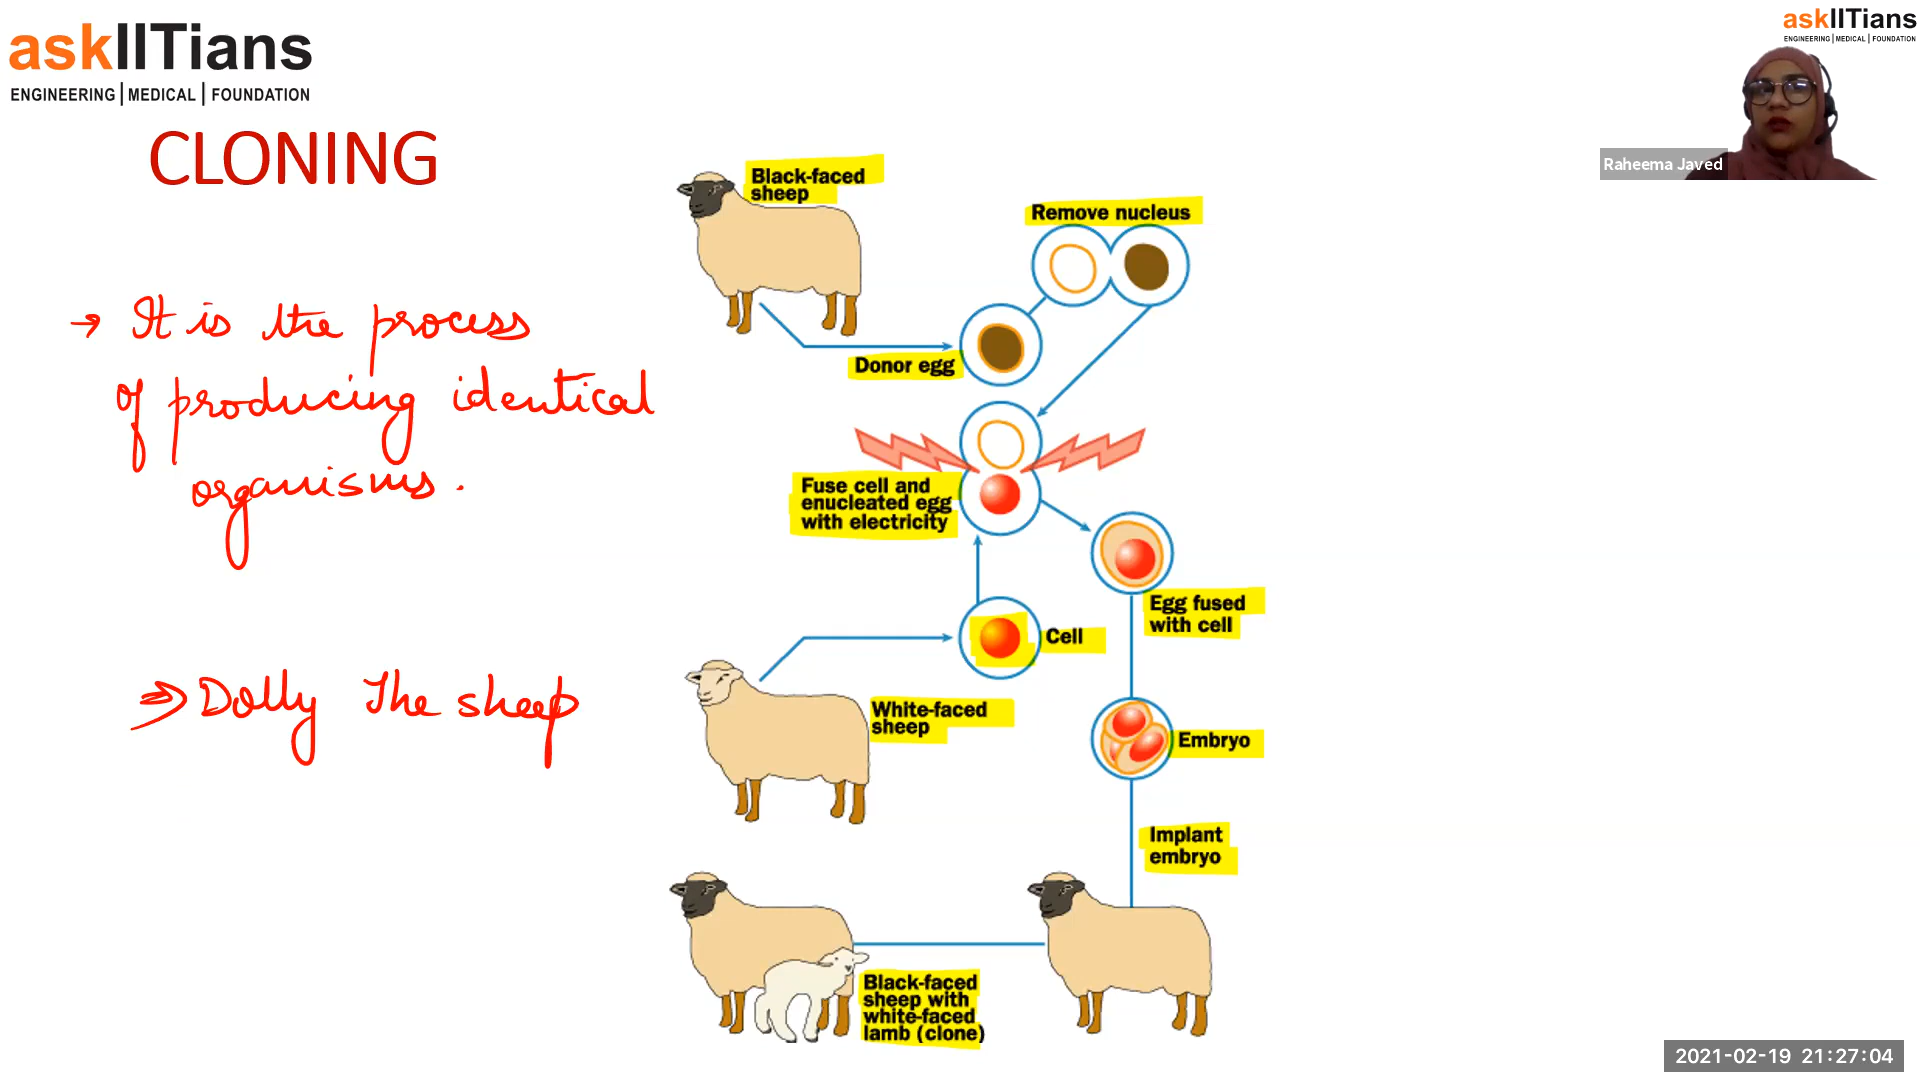 askIITians
ENGINEERING | MEDICAL | FOUNDATION
askIITians
ENGINEERING | MEDICAL | FOUNDATION
Raheema Javed
CLONING
→ It is the process
of producing identical
organisms.
⇒ Dolly The sheep
Black-faced
sheep
Remove nucleus
Donor egg
Fuse cell and
enucleated egg
with electricity
Egg fused
with cell
Cell
White-faced
sheep
Embryo
Implant
embryo
Black-faced
sheep with
white-faced
lamb (clone)
2021-02-19 21:27:04